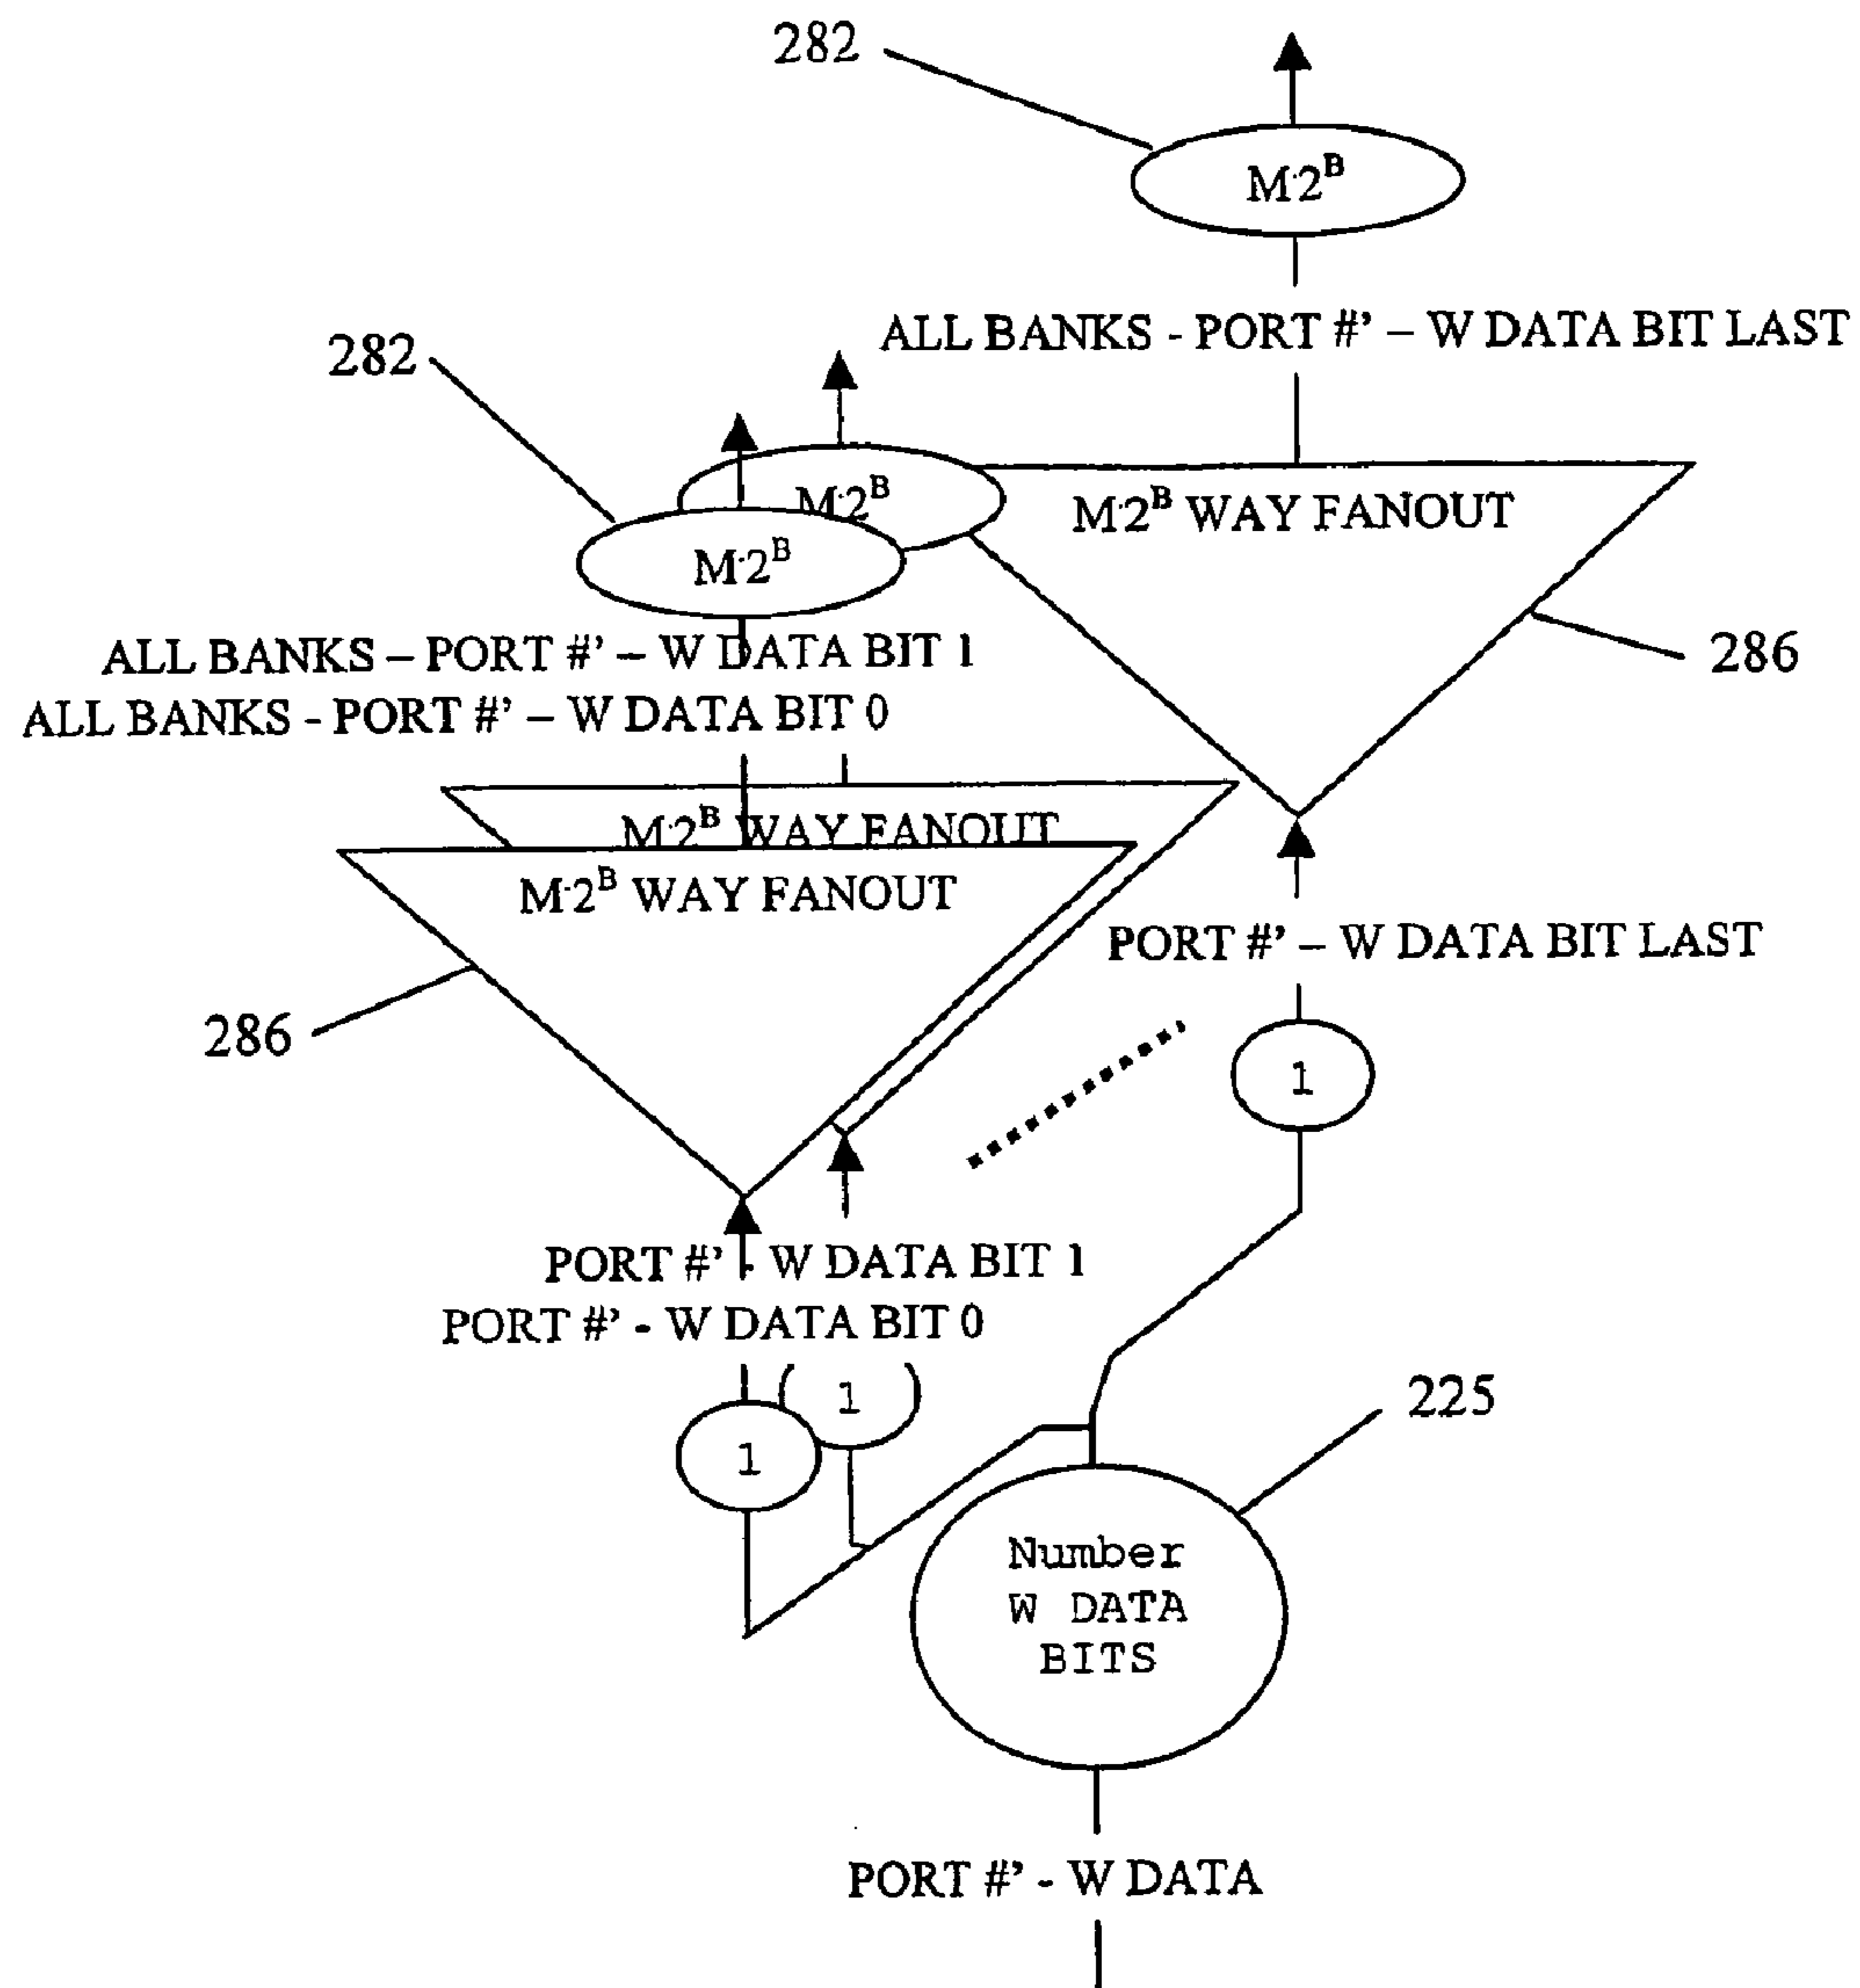 282
M·2^B
ALL BANKS - PORT #' – W DATA BIT LAST
282
M·2^B
M·2^B WAY FANOUT
M·2^B
ALL BANKS – PORT #' – W DATA BIT 1
286
ALL BANKS - PORT #' – W DATA BIT 0
M·2^B WAY FANOUT
M·2^B WAY FANOUT
PORT #' – W DATA BIT LAST
286
1
PORT #' - W DATA BIT 1
PORT #' - W DATA BIT 0
1
225
1
Number
W DATA
BITS
PORT #' - W DATA